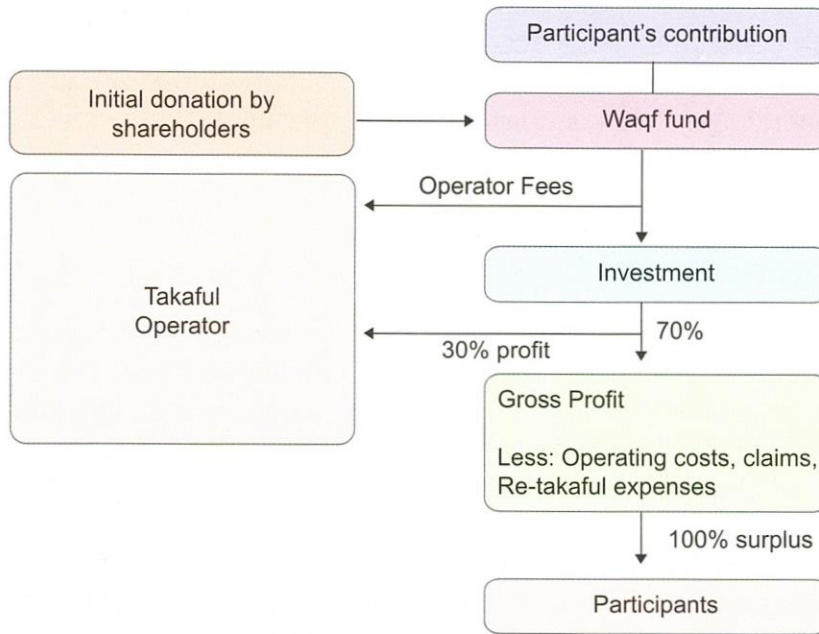 Participant's contribution
Initial donation by
shareholders
Waqf fund
Operator Fees
Takaful
Operator
Investment
70%
30% profit
Gross Profit
Less: Operating costs, claims,
Re-takaful expenses
100% surplus
Participants